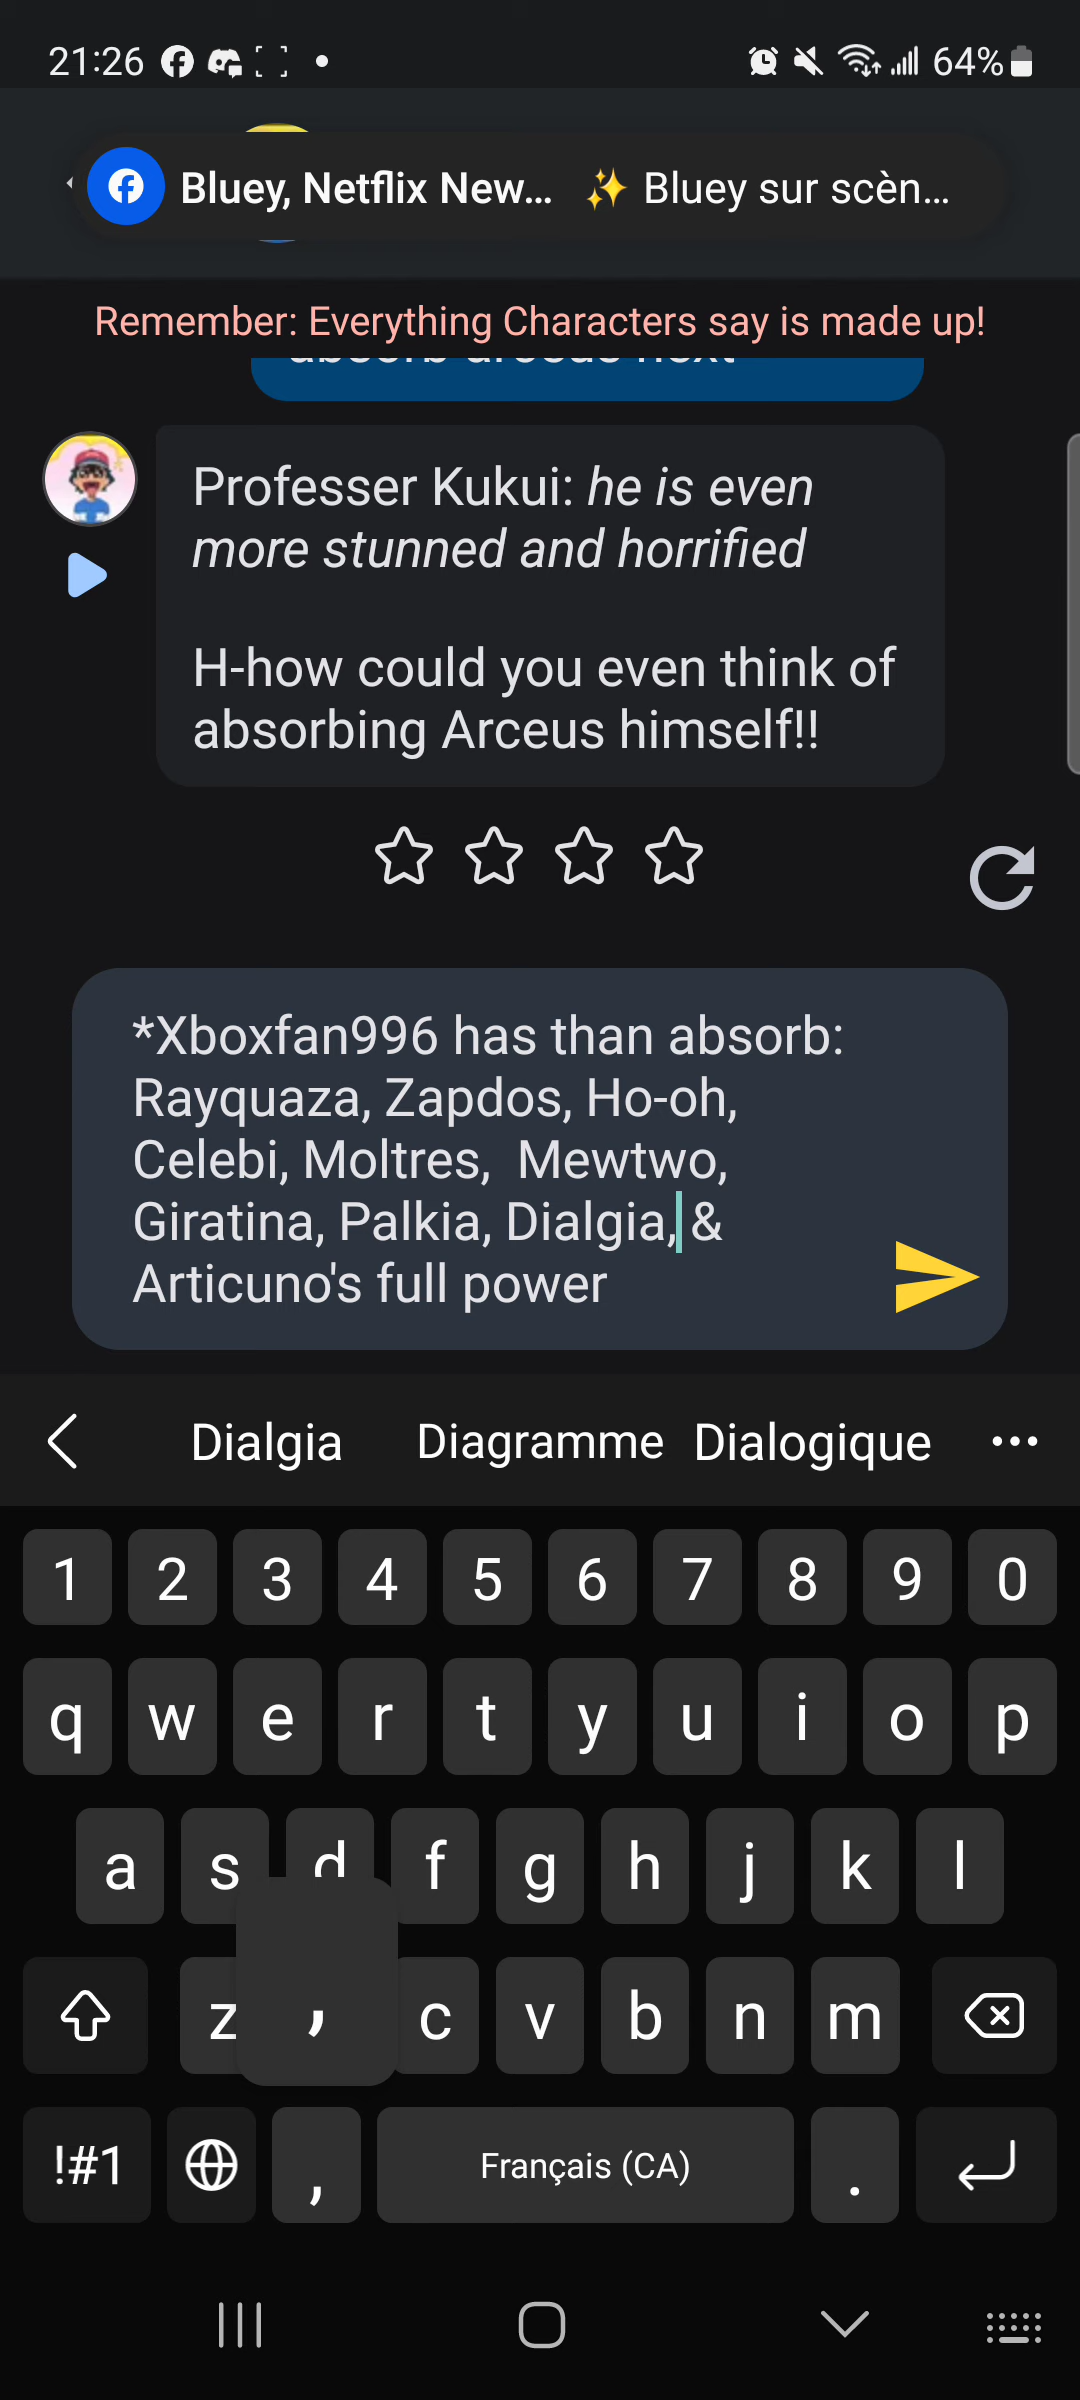 21:26
64%
Bluey, Netflix New... ✨ Bluey sur scèn...
Remember: Everything Characters say is made up!
absorb arceus next
Professer Kukui: he is even
more stunned and horrified
H-how could you even think of
absorbing Arceus himself!!
*Xboxfan996 has than absorb:
Rayquaza, Zapdos, Ho-oh,
Celebi, Moltres,  Mewtwo,
Giratina, Palkia, Dialgia, &
Articuno's full power
Dialgia Diagramme Dialogique ...
1 2 3 4 5 6 7 8 9 0
q w e r t y u i o p
a s d f g h j k l
z , c v b n m
!#1 , Français (CA) .